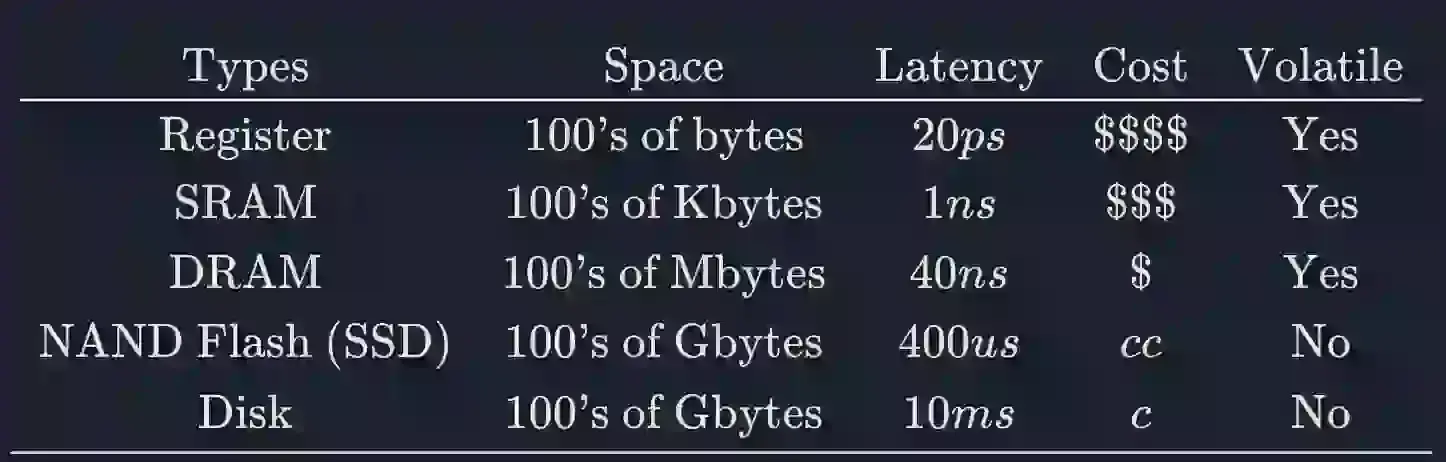 Types Space Latency Cost Volatile
Register 100's of bytes 20ps $$$$ Yes
SRAM 100's of Kbytes 1ns $$$ Yes
DRAM 100's of Mbytes 40ns $ Yes
NAND Flash (SSD) 100's of Gbytes 400us cc No
Disk 100's of Gbytes 10ms c No